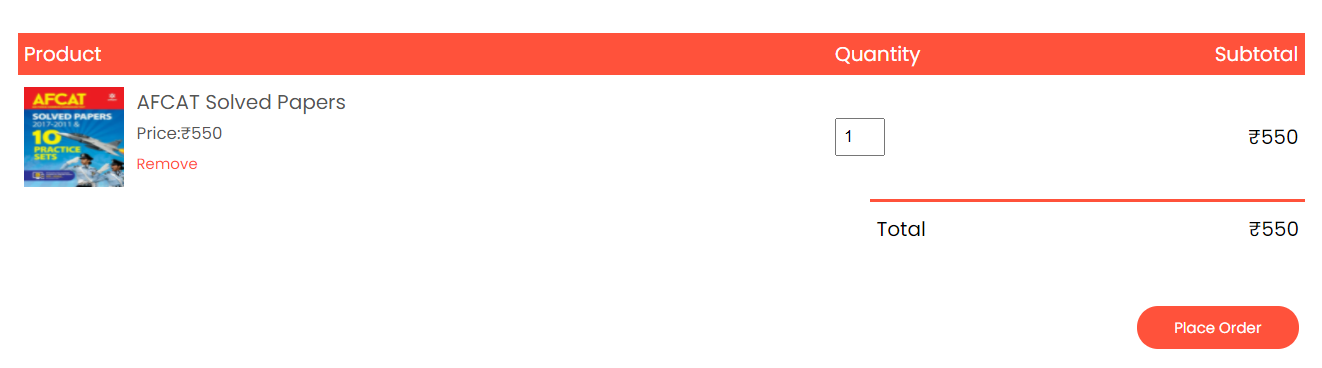 Product Quantity Subtotal
AFCAT
SOLVED PAPERS
2017-2011 &
10
PRACTICE
SETS
AFCAT Solved Papers
Price:₹550
Remove
1
₹550
Total ₹550
Place Order